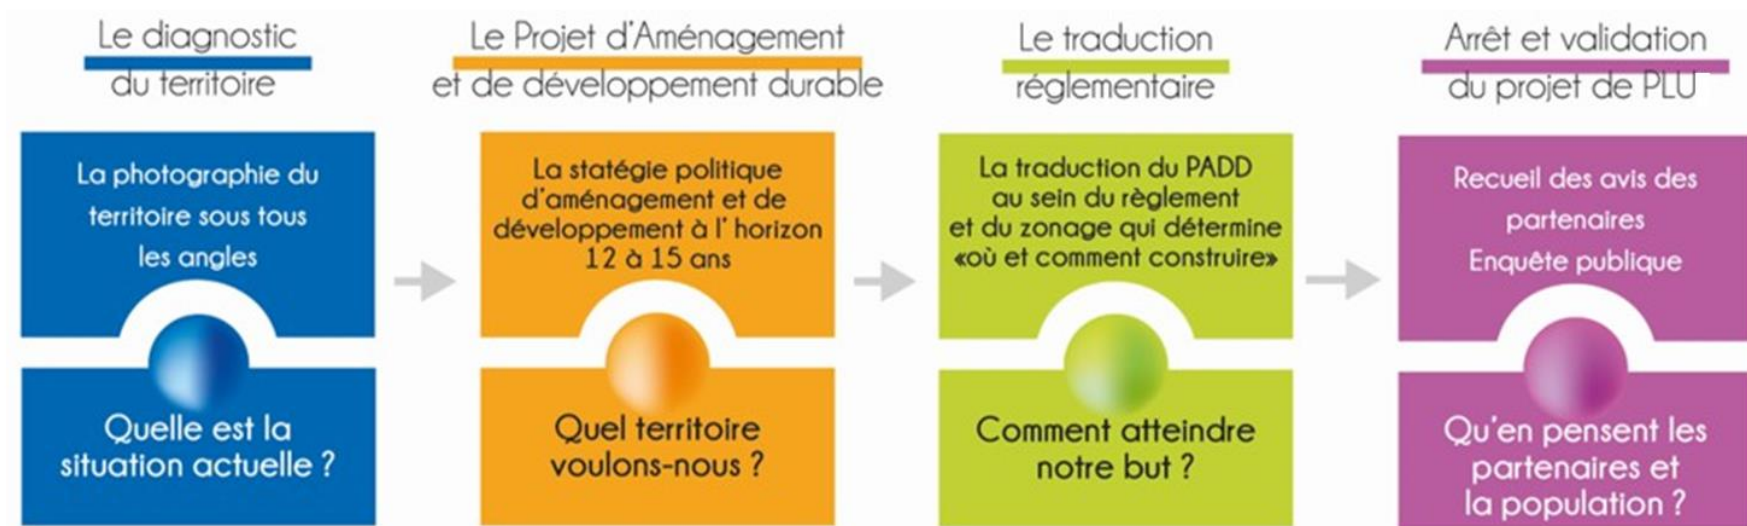 Le diagnostic
du territoire
La photographie du
territoire sous tous
les angles
Quelle est la
situation actuelle ?
Le Projet d'Aménagement
et de développement durable
La statégie politique
d'aménagement et de
développement à l' horizon
12 à 15 ans
Quel territoire
voulons-nous ?
Le traduction
réglementaire
La traduction du PADD
au sein du règlement
et du zonage qui détermine
«où et comment construire»
Comment atteindre
notre but ?
Arrêt et validation
du projet de PLU
Recueil des avis des
partenaires
Enquête publique
Qu'en pensent les
partenaires et
la population ?